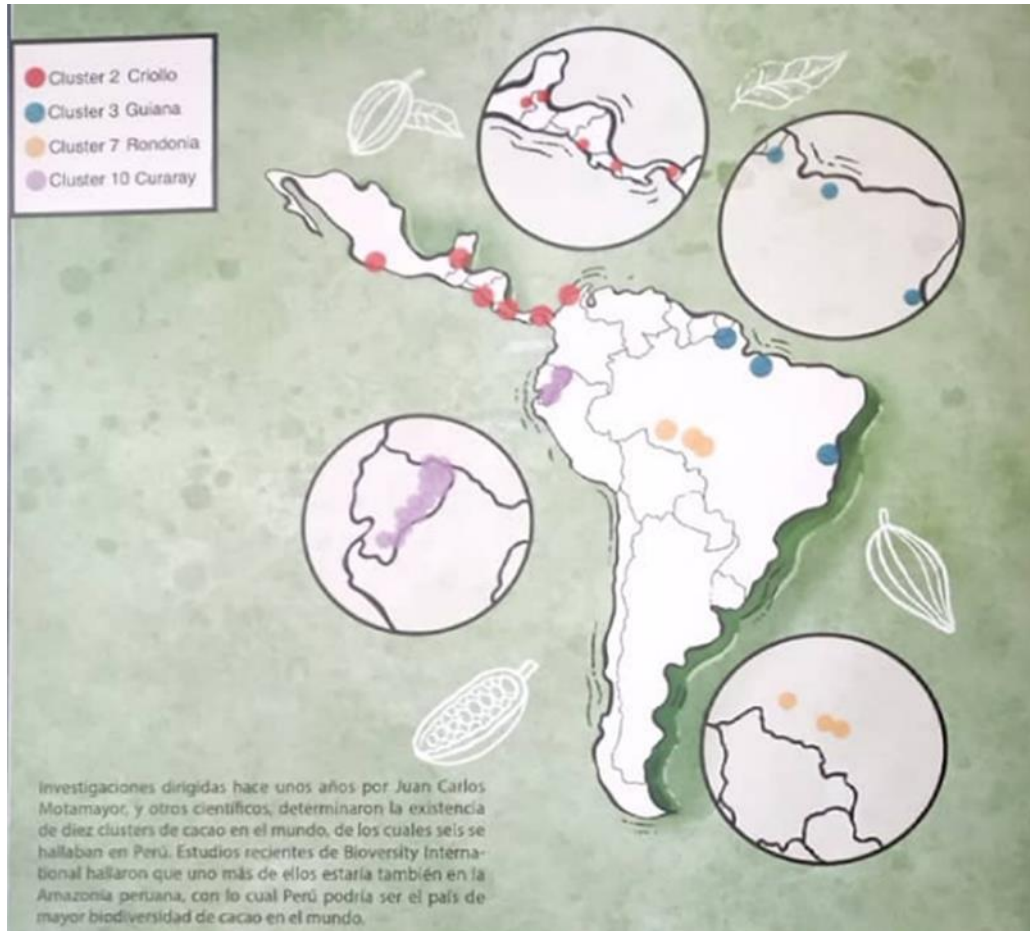 Cluster 2 Criollo
Cluster 3 Guiana
Cluster 7 Rondonia
Cluster 10 Curaray
Investigaciones dirigidas hace unos años por Juan Carlos
Motamayor, y otros científicos, determinaron la existencia
de diez clusters de cacao en el mundo, de los cuales seis se
hallaban en Perú. Estudios recientes de Bioversity Interna-
tional hallaron que uno más de ellos estaría también en la
Amazonía peruana, con lo cual Perú podría ser el país de
mayor biodiversidad de cacao en el mundo.